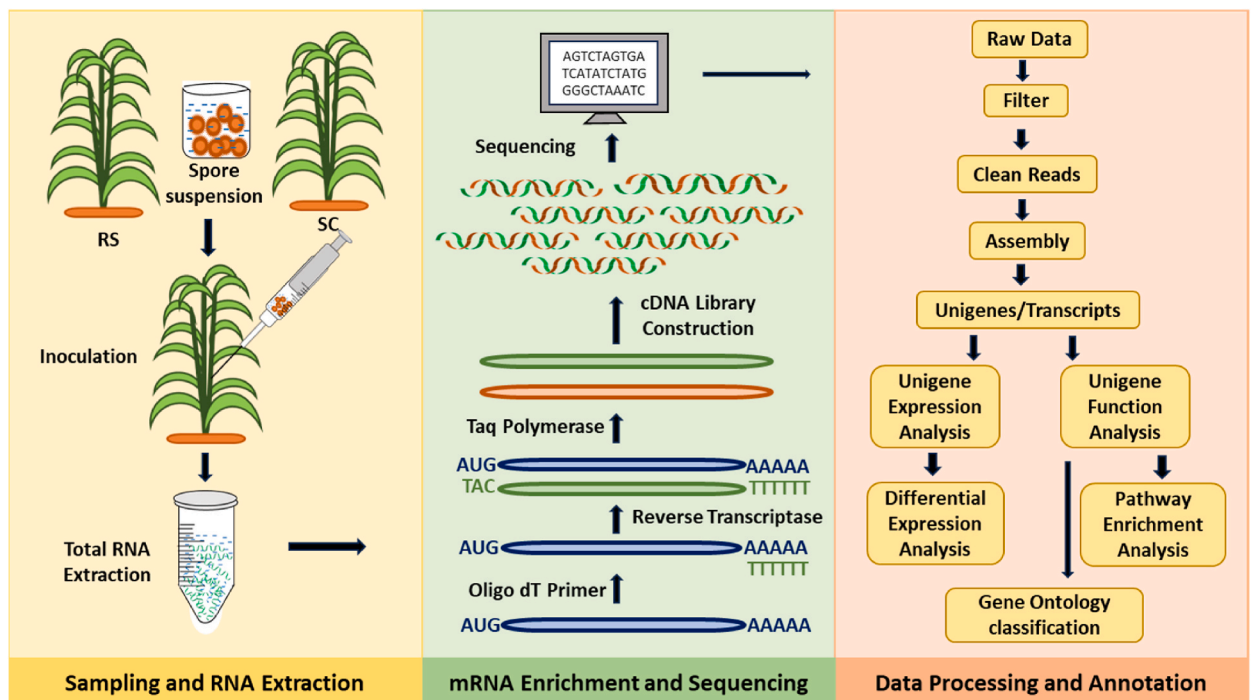 Spore
suspension
RS
SC
Inoculation
Total RNA
Extraction
Sampling and RNA Extraction
AGTCTAGTGA
TCATATCTATG
GGGCTAAATC
Sequencing
cDNA Library
Construction
Taq Polymerase
AUG AAAAA
TAC TTTTTT
Reverse Transcriptase
AUG AAAAA
TTTTTT
Oligo dT Primer
AUG AAAAA
mRNA Enrichment and Sequencing
Raw Data
Filter
Clean Reads
Assembly
Unigenes/Transcripts
Unigene
Expression
Analysis
Unigene
Function
Analysis
Differential
Expression
Analysis
Pathway
Enrichment
Analysis
Gene Ontology
classification
Data Processing and Annotation